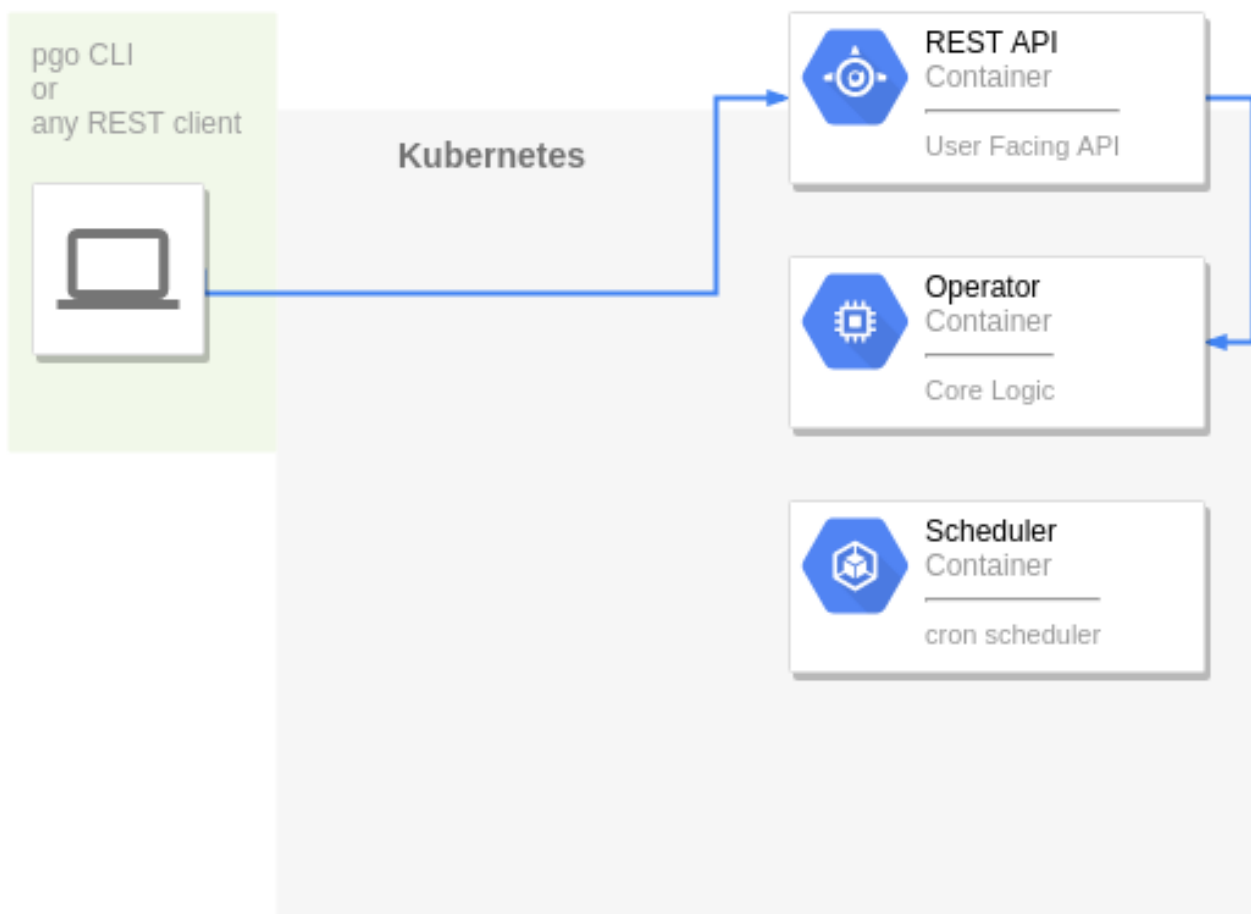 pgo CLI
or
any REST client
Kubernetes
REST API
Container
User Facing API
Operator
Container
Core Logic
Scheduler
Container
cron scheduler